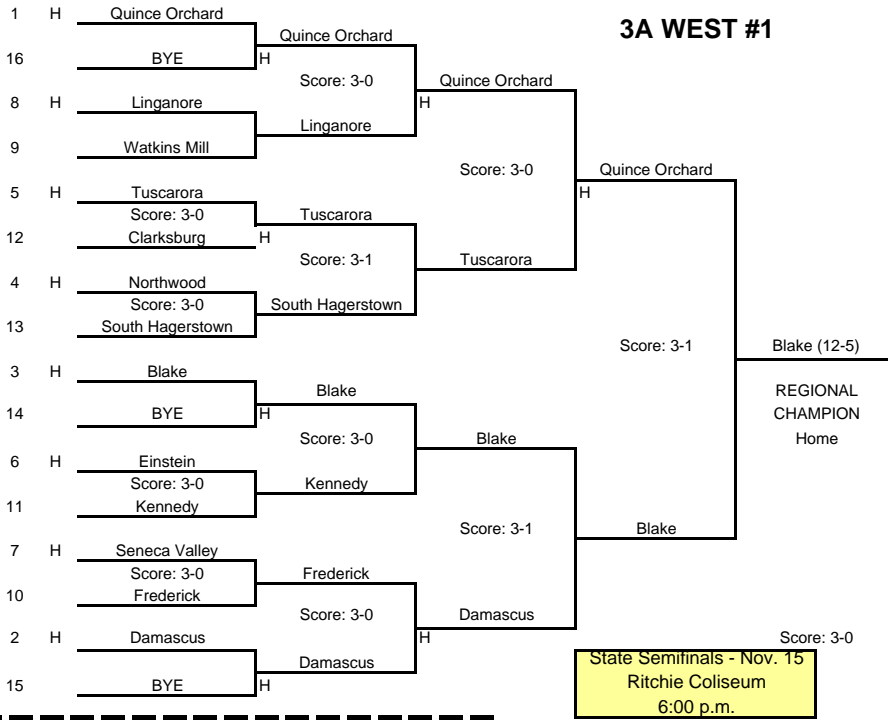 3A WEST #1
1 H Quince Orchard
Quince Orchard
16 BYE H
Score: 3-0
Quince Orchard
8 H Linganore
H
Linganore
9 Watkins Mill
Score: 3-0
Quince Orchard
5 H Tuscarora
H
Score: 3-0
Tuscarora
12 Clarksburg H
Score: 3-1
Tuscarora
4 H Northwood
Score: 3-0
South Hagerstown
13 South Hagerstown
Score: 3-1
Blake (12-5)
3 H Blake
REGIONAL
CHAMPION
Home
Blake
14 BYE H
Score: 3-0
Blake
6 H Einstein
Score: 3-0
Kennedy
11 Kennedy
Score: 3-1
Blake
7 H Seneca Valley
Score: 3-0
Frederick
10 Frederick
Score: 3-0
Damascus
2 H Damascus
H
Score: 3-0
Damascus
15 BYE H
State Semifinals - Nov. 15
Ritchie Coliseum
6:00 p.m.